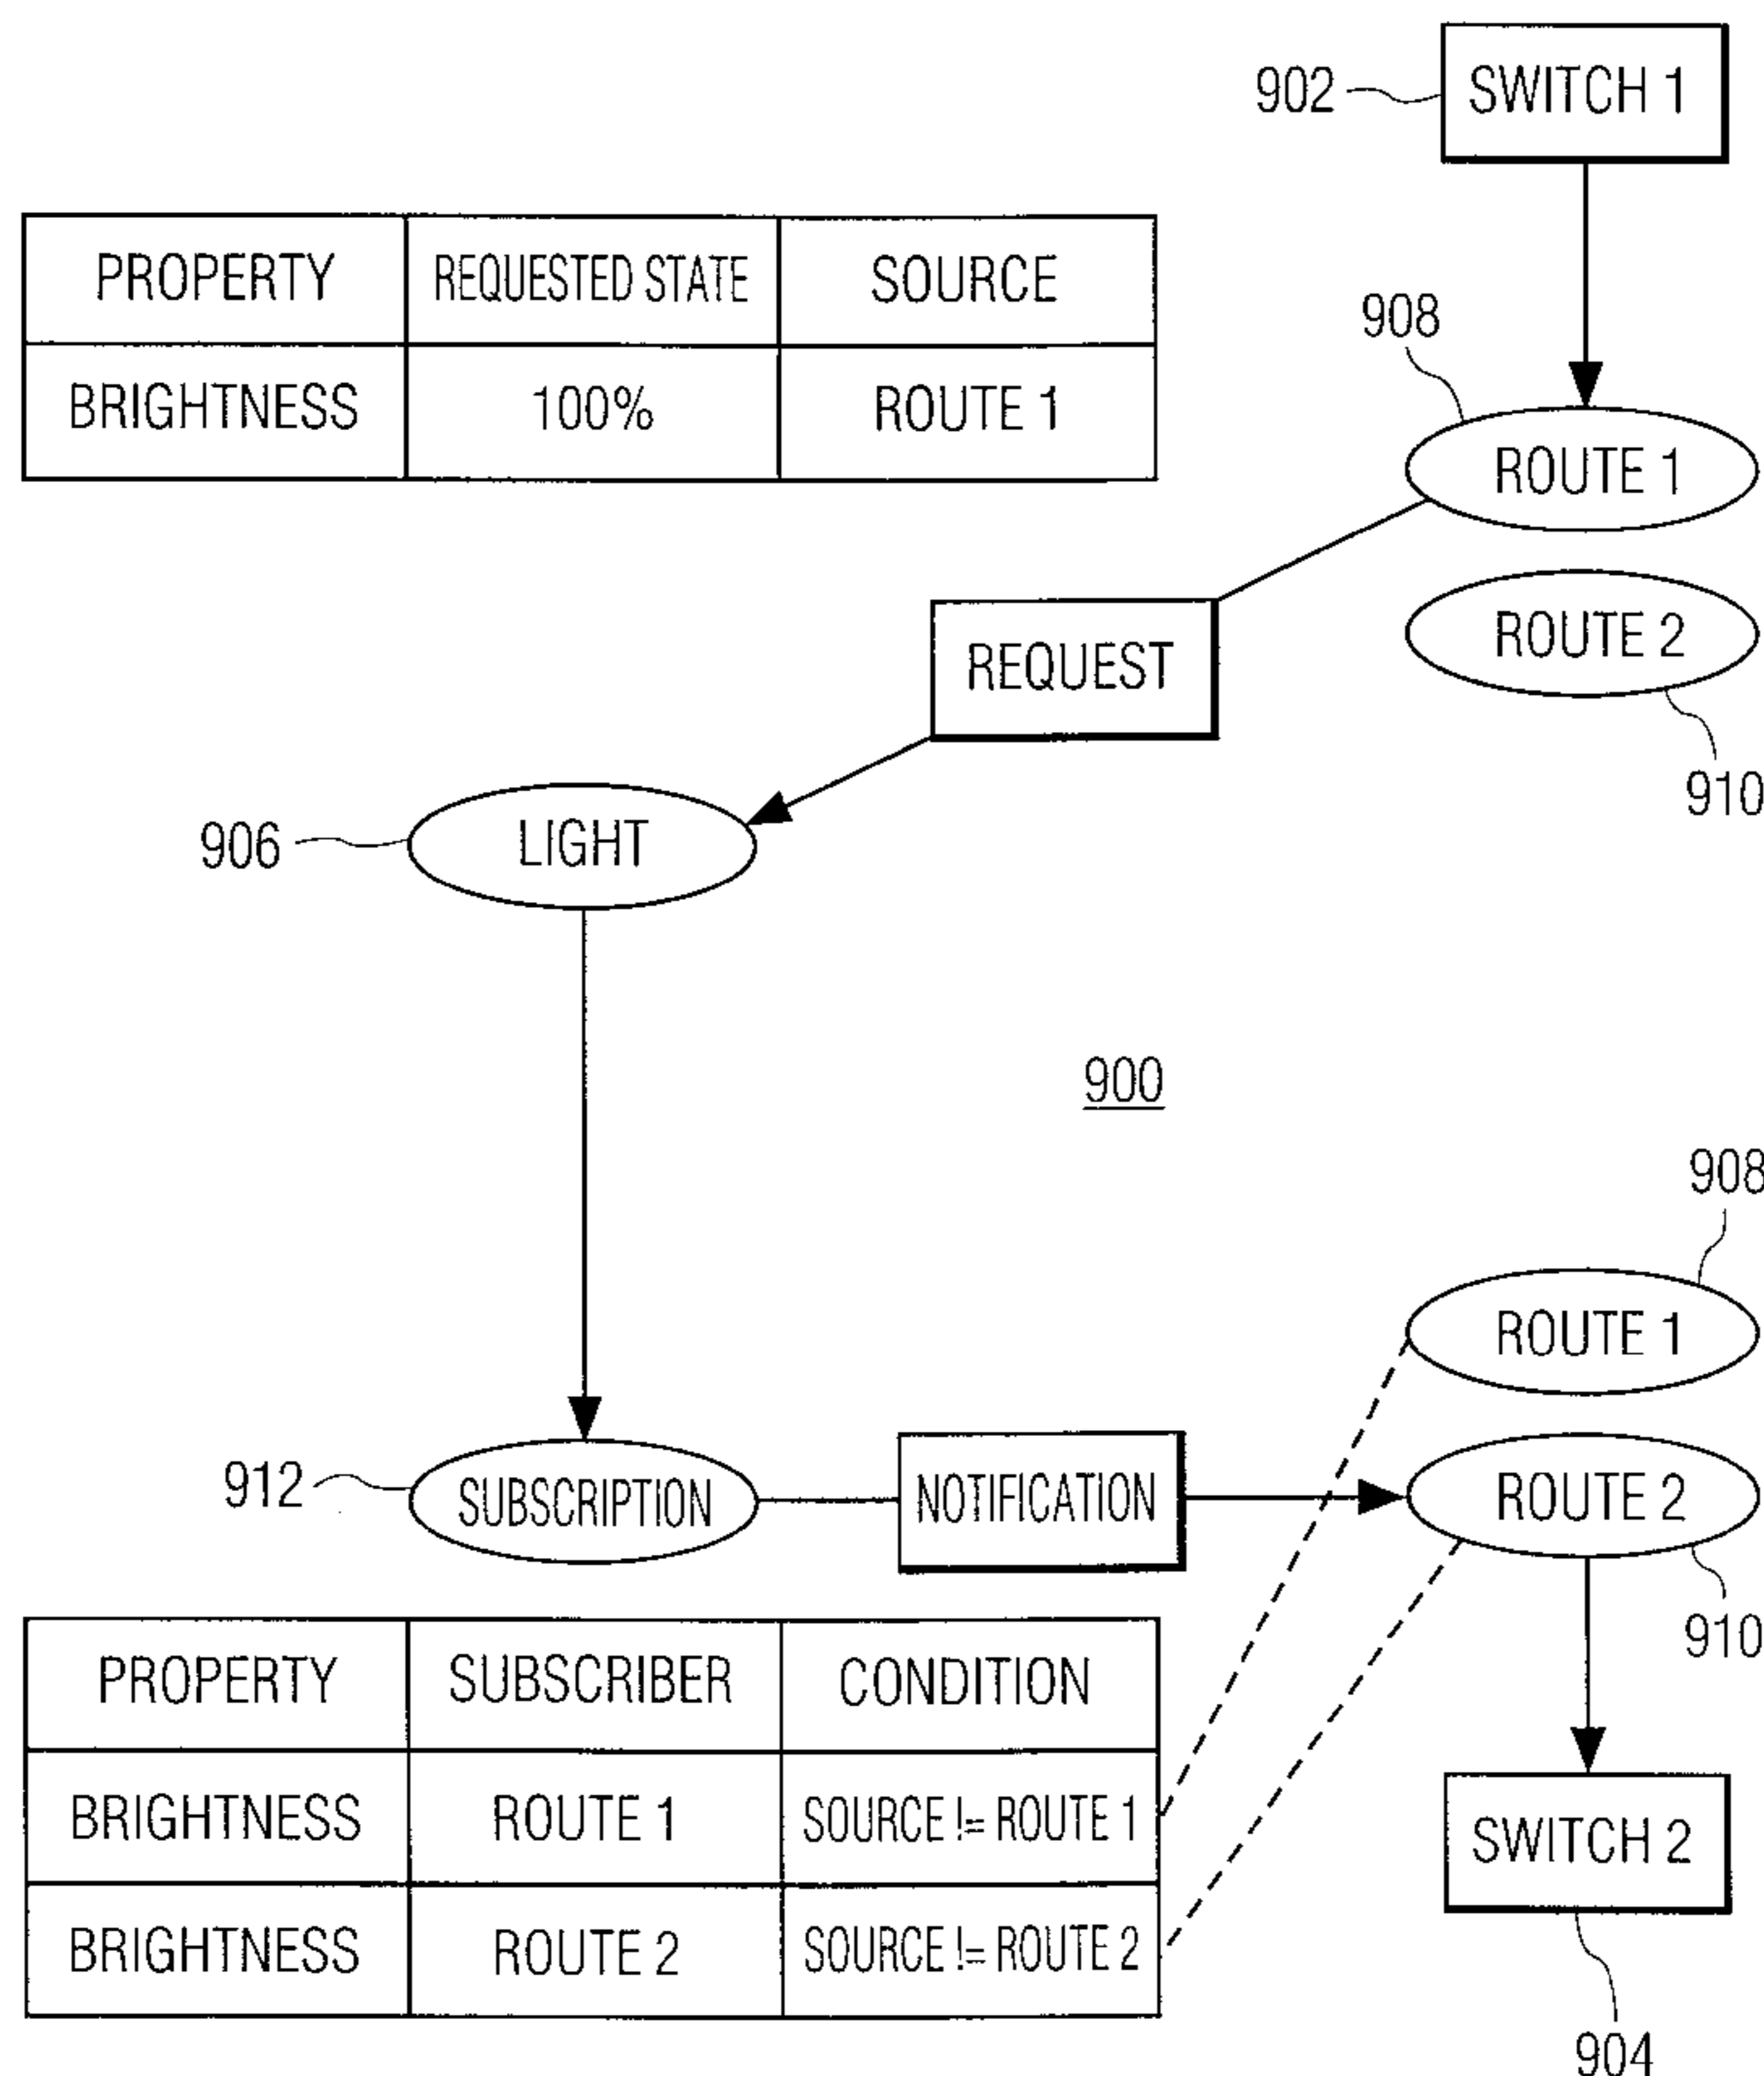 902 SWITCH 1
PROPERTY REQUESTED STATE SOURCE
BRIGHTNESS 100% ROUTE 1
908
ROUTE 1
ROUTE 2
REQUEST
910
906 LIGHT
900
908
ROUTE 1
912 SUBSCRIPTION NOTIFICATION ROUTE 2
910
PROPERTY SUBSCRIBER CONDITION
BRIGHTNESS ROUTE 1 SOURCE != ROUTE 1
SWITCH 2
BRIGHTNESS ROUTE 2 SOURCE != ROUTE 2
904